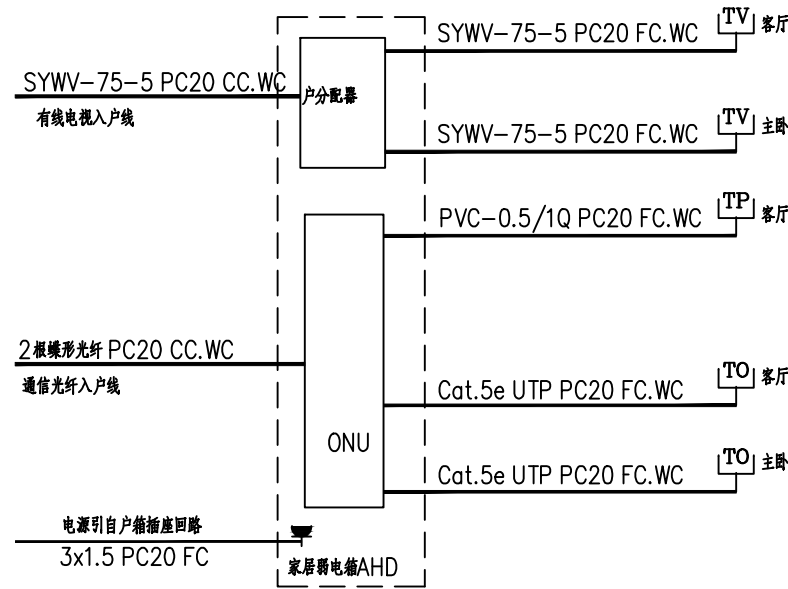 SYWV-75-5 PC20 FC.WC
TV 客厅
SYWV-75-5 PC20 CC.WC
有线电视入户线
户分配器
SYWV-75-5 PC20 FC.WC
TV 主卧
PVC-0.5/1Q PC20 FC.WC
TP 客厅
2根蝶形光纤 PC20 CC.WC
通信光纤入户线
Cat.5e UTP PC20 FC.WC
TO 客厅
ONU
Cat.5e UTP PC20 FC.WC
TO 主卧
电源引自户箱插座回路
3x1.5 PC20 FC
家居弱电箱AHD